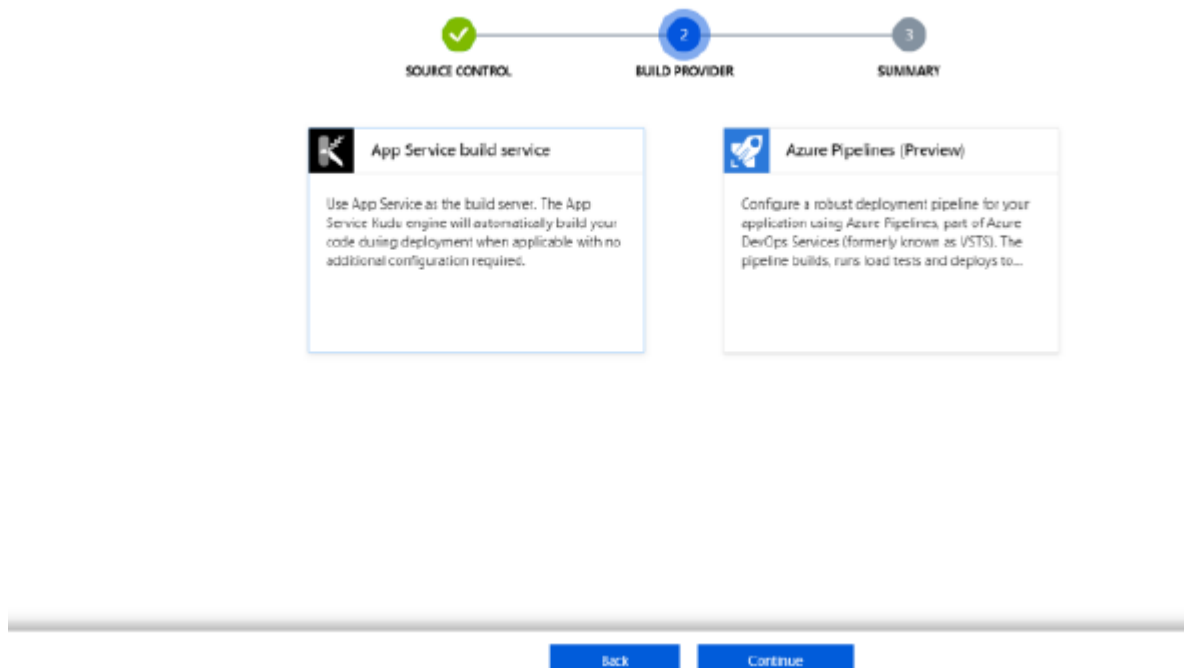 2
3
SOURCE CONTROL
BUILD PROVIDER
SUMMARY
App Service build service
Use App Service as the build server. The App
Service Kudu engine will automatically build your
code during deployment when applicable with no
additional configuration required.
Azure Pipelines (Preview)
Configure a robust deployment pipeline for your
application using Azure Pipelines, part of Azure
DevOps Services (formerly known as VSTS). The
pipeline builds, runs load tests and deploys to...
Back
Continue